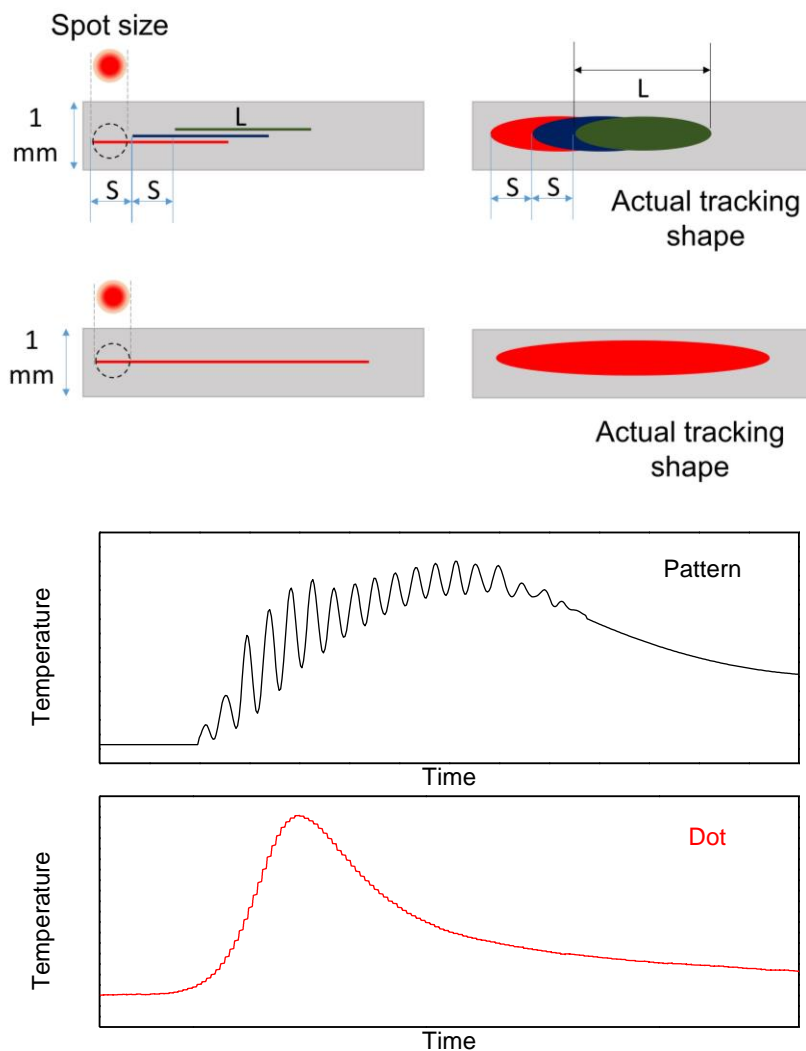 Spot size
L
1
mm
S
S
L
S
S
Actual tracking
shape
1
mm
Actual tracking
shape
Pattern
Temperature
Time
Dot
Temperature
Time